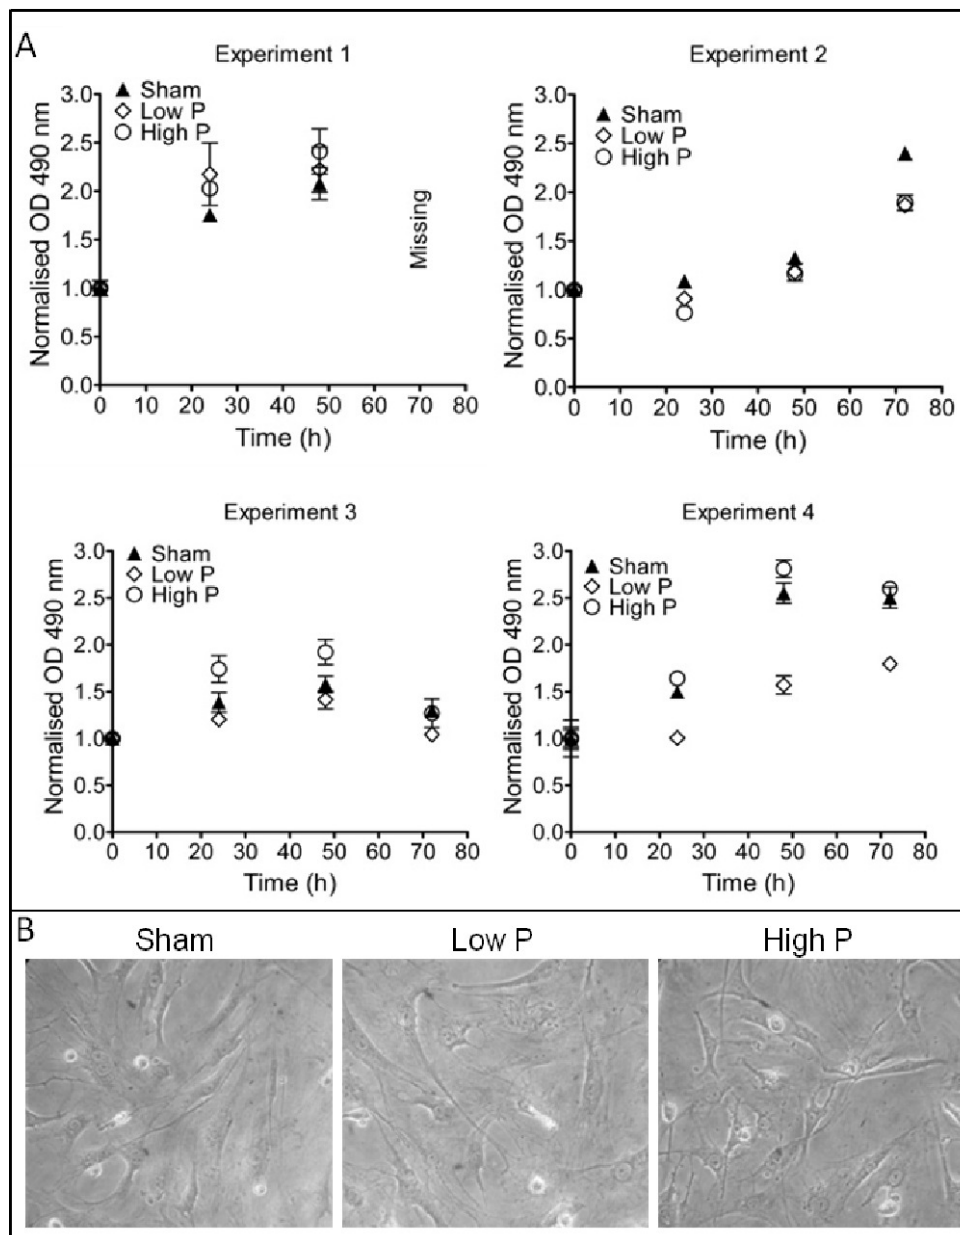 A
Experiment 1
Sham
Low P
High P
Normalised OD 490 nm
3.0
2.5
2.0
1.5
1.0
0.5
0.0
Missing
0 10 20 30 40 50 60 70 80
Time (h)
Experiment 2
Sham
Low P
High P
Normalised OD 490 nm
3.0
2.5
2.0
1.5
1.0
0.5
0.0
0 10 20 30 40 50 60 70 80
Time (h)
Experiment 3
Sham
Low P
High P
Normalised OD 490 nm
3.0
2.5
2.0
1.5
1.0
0.5
0.0
0 10 20 30 40 50 60 70 80
Time (h)
Experiment 4
Sham
Low P
High P
Normalised OD 490 nm
3.0
2.5
2.0
1.5
1.0
0.5
0.0
0 10 20 30 40 50 60 70 80
Time (h)
B
Sham Low P High P